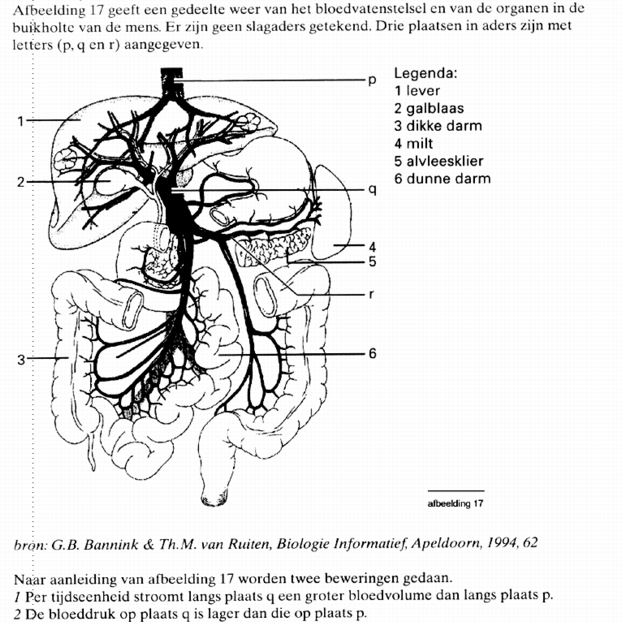 Afbeelding 17 geeft een gedeelte weer van het bloedvatenstelsel en van de organen in de
buikholte van de mens. Er zijn geen slagaders getekend. Drie plaatsen in aders zijn met
letters (p, q en r) aangegeven.
p
Legenda:
1 lever
2 galblaas
3 dikke darm
4 milt
5 alvleesklier
6 dunne darm
1
2
q
4
5
r
3
6
afbeelding 17
bron: G.B. Bannink & Th.M. van Ruiten, Biologie Informatief, Apeldoorn, 1994, 62
Naar aanleiding van afbeelding 17 worden twee beweringen gedaan.
1 Per tijdseenheid stroomt langs plaats q een groter bloedvolume dan langs plaats p.
2 De bloeddruk op plaats q is lager dan die op plaats p.